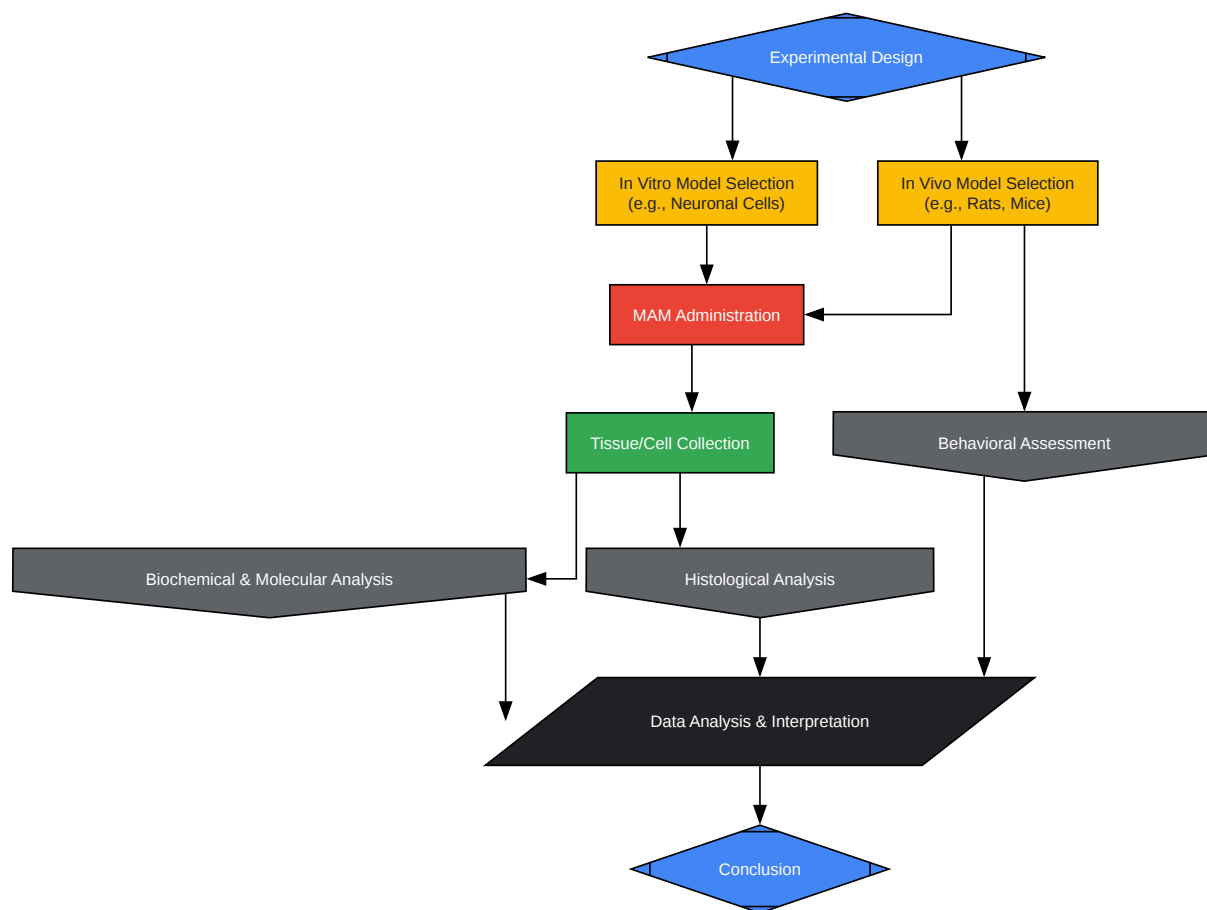 Experimental Design
In Vitro Model Selection
(e.g., Neuronal Cells)
In Vivo Model Selection
(e.g., Rats, Mice)
MAM Administration
Tissue/Cell Collection
Behavioral Assessment
Biochemical & Molecular Analysis
Histological Analysis
Data Analysis & Interpretation
Conclusion